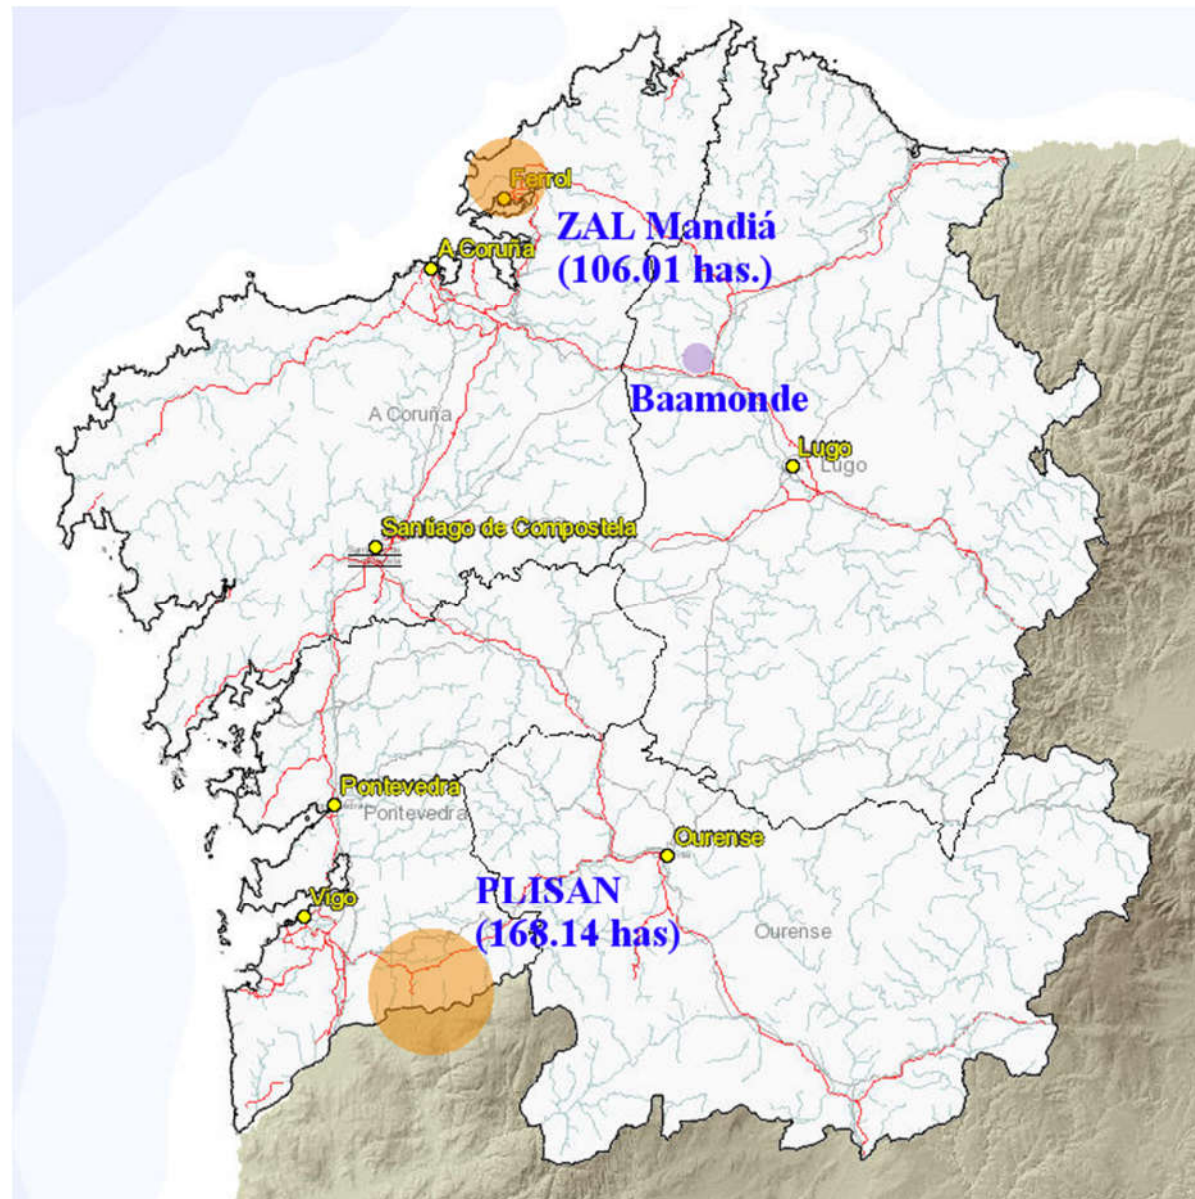 Ferrol
ZAL Mandiá
(106.01 has.)
A Coruña
Baamonde
A Coruña
Lugo
Lugo
Santiago de Compostela
Pontevedra
Pontevedra
Ourense
PLISAN
(168.14 has)
Vigo
Ourense